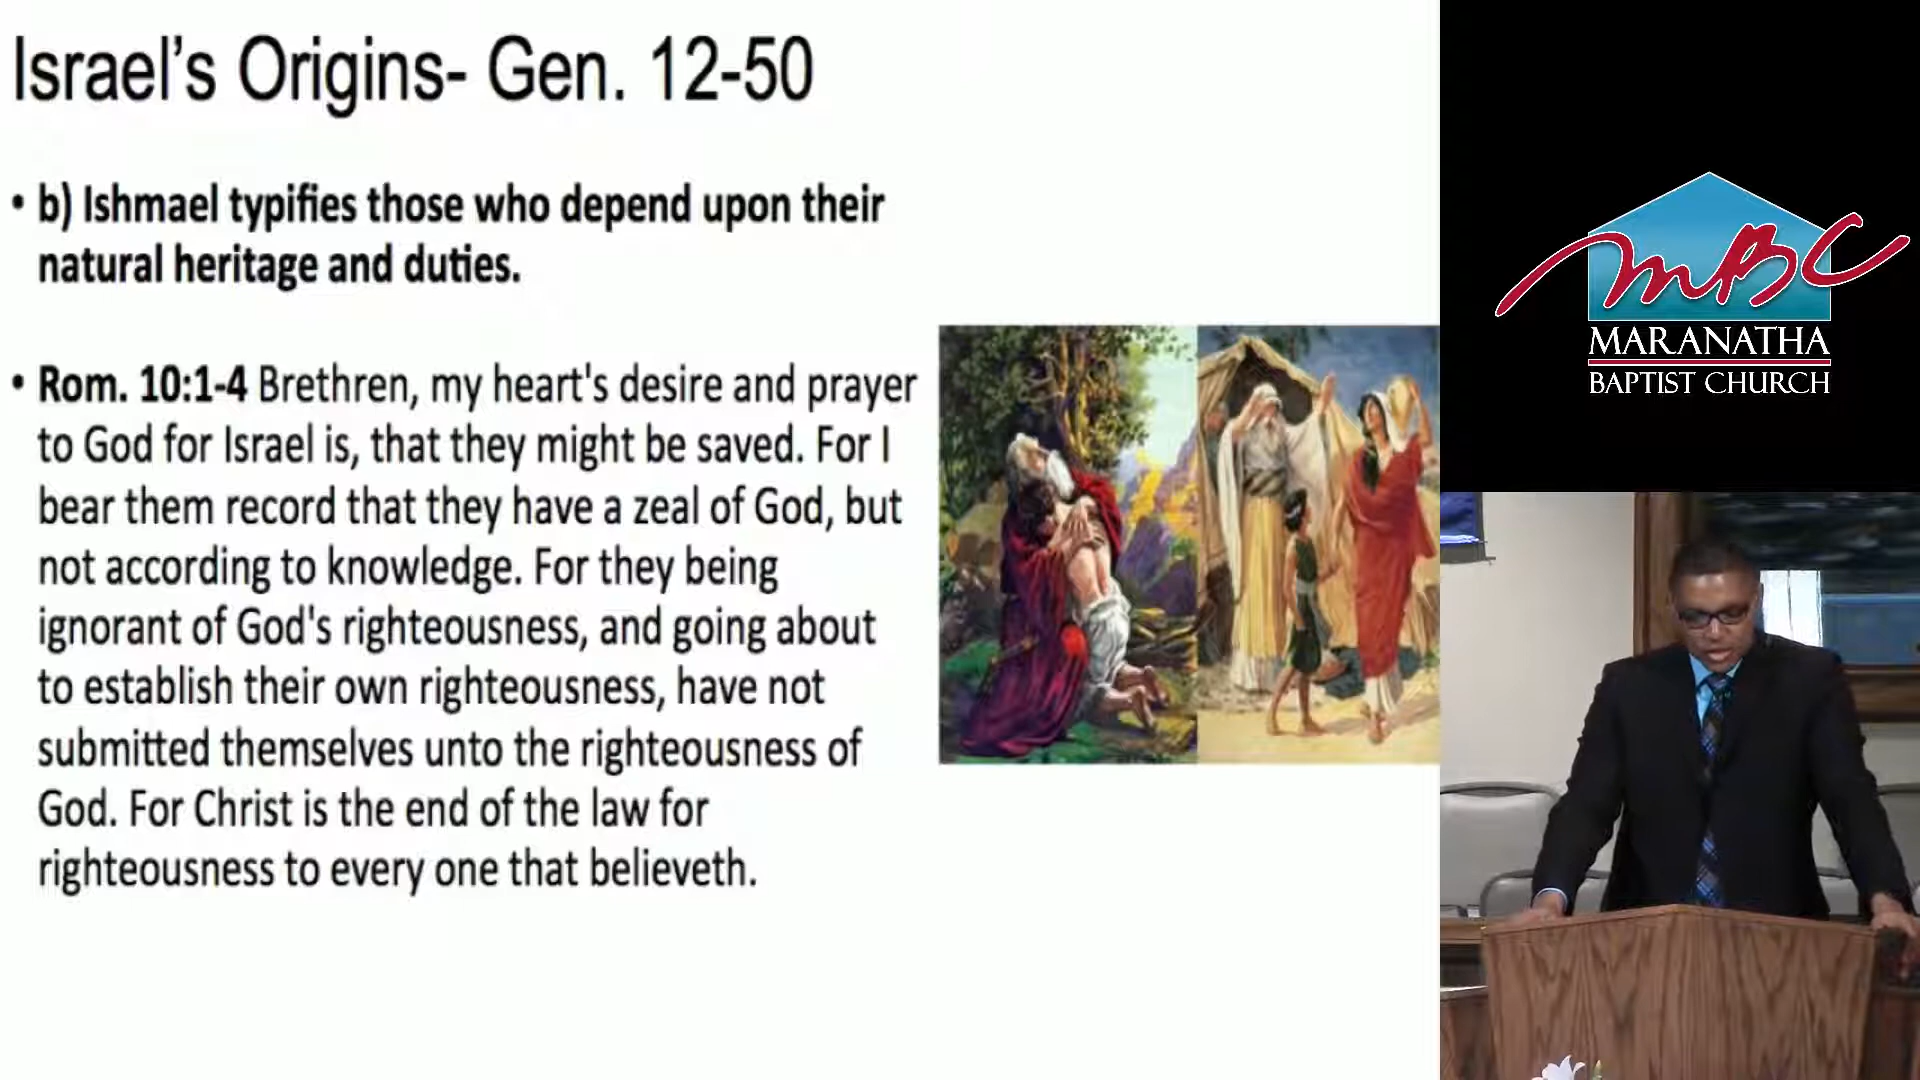 Israel’s Origins- Gen. 12-50
• b) Ishmael typifies those who depend upon their
natural heritage and duties.
• Rom. 10:1-4 Brethren, my heart's desire and prayer
to God for Israel is, that they might be saved. For I
bear them record that they have a zeal of God, but
not according to knowledge. For they being
ignorant of God's righteousness, and going about
to establish their own righteousness, have not
submitted themselves unto the righteousness of
God. For Christ is the end of the law for
righteousness to every one that believeth.
MBC
MARANATHA
BAPTIST CHURCH